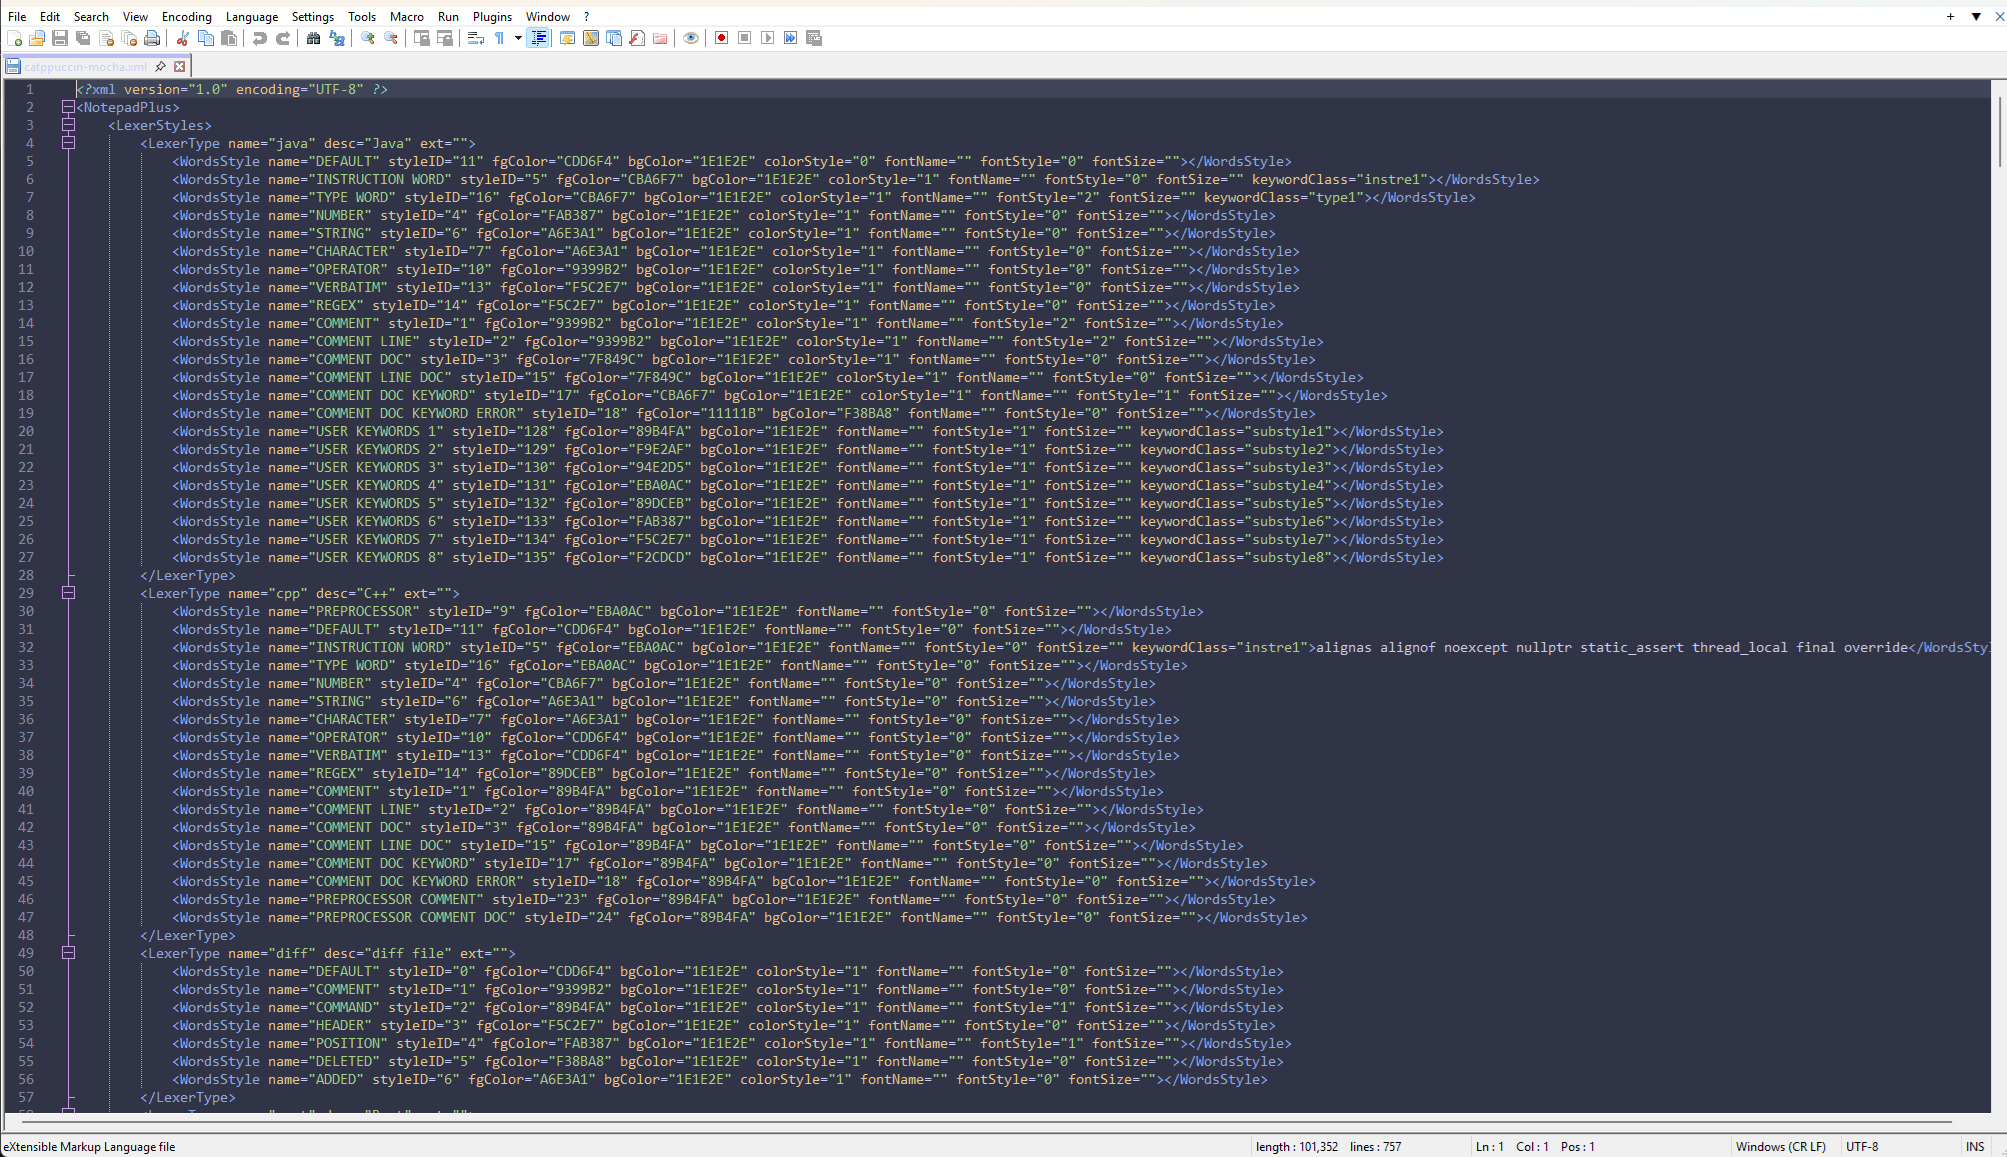 File Edit Search View Encoding Language Settings Tools Macro Run Plugins Window ?
catppuccin-mocha.xml
1 <?xml version="1.0" encoding="UTF-8" ?>
2 <NotepadPlus>
3 <LexerStyles>
4 <LexerType name="java" desc="Java" ext="">
5 <WordsStyle name="DEFAULT" styleID="11" fgColor="CDD6F4" bgColor="1E1E2E" colorStyle="0" fontName="" fontStyle="0" fontSize=""></WordsStyle>
6 <WordsStyle name="INSTRUCTION WORD" styleID="5" fgColor="CBA6F7" bgColor="1E1E2E" colorStyle="1" fontName="" fontStyle="0" fontSize="" keywordClass="instre1"></WordsStyle>
7 <WordsStyle name="TYPE WORD" styleID="16" fgColor="CBA6F7" bgColor="1E1E2E" colorStyle="1" fontName="" fontStyle="2" fontSize="" keywordClass="type1"></WordsStyle>
8 <WordsStyle name="NUMBER" styleID="4" fgColor="FAB387" bgColor="1E1E2E" colorStyle="1" fontName="" fontStyle="0" fontSize=""></WordsStyle>
9 <WordsStyle name="STRING" styleID="6" fgColor="A6E3A1" bgColor="1E1E2E" colorStyle="1" fontName="" fontStyle="0" fontSize=""></WordsStyle>
10 <WordsStyle name="CHARACTER" styleID="7" fgColor="A6E3A1" bgColor="1E1E2E" colorStyle="1" fontName="" fontStyle="0" fontSize=""></WordsStyle>
11 <WordsStyle name="OPERATOR" styleID="10" fgColor="9399B2" bgColor="1E1E2E" colorStyle="1" fontName="" fontStyle="0" fontSize=""></WordsStyle>
12 <WordsStyle name="VERBATIM" styleID="13" fgColor="F5C2E7" bgColor="1E1E2E" colorStyle="1" fontName="" fontStyle="0" fontSize=""></WordsStyle>
13 <WordsStyle name="REGEX" styleID="14" fgColor="F5C2E7" bgColor="1E1E2E" colorStyle="1" fontName="" fontStyle="0" fontSize=""></WordsStyle>
14 <WordsStyle name="COMMENT" styleID="1" fgColor="9399B2" bgColor="1E1E2E" colorStyle="1" fontName="" fontStyle="2" fontSize=""></WordsStyle>
15 <WordsStyle name="COMMENT LINE" styleID="2" fgColor="9399B2" bgColor="1E1E2E" colorStyle="1" fontName="" fontStyle="2" fontSize=""></WordsStyle>
16 <WordsStyle name="COMMENT DOC" styleID="3" fgColor="7F849C" bgColor="1E1E2E" colorStyle="1" fontName="" fontStyle="0" fontSize=""></WordsStyle>
17 <WordsStyle name="COMMENT LINE DOC" styleID="15" fgColor="7F849C" bgColor="1E1E2E" colorStyle="1" fontName="" fontStyle="0" fontSize=""></WordsStyle>
18 <WordsStyle name="COMMENT DOC KEYWORD" styleID="17" fgColor="CBA6F7" bgColor="1E1E2E" colorStyle="1" fontName="" fontStyle="1" fontSize=""></WordsStyle>
19 <WordsStyle name="COMMENT DOC KEYWORD ERROR" styleID="18" fgColor="11111B" bgColor="F38BA8" fontName="" fontStyle="0" fontSize=""></WordsStyle>
20 <WordsStyle name="USER KEYWORDS 1" styleID="128" fgColor="89B4FA" bgColor="1E1E2E" fontName="" fontStyle="1" fontSize="" keywordClass="substyle1"></WordsStyle>
21 <WordsStyle name="USER KEYWORDS 2" styleID="129" fgColor="F9E2AF" bgColor="1E1E2E" fontName="" fontStyle="1" fontSize="" keywordClass="substyle2"></WordsStyle>
22 <WordsStyle name="USER KEYWORDS 3" styleID="130" fgColor="94E2D5" bgColor="1E1E2E" fontName="" fontStyle="1" fontSize="" keywordClass="substyle3"></WordsStyle>
23 <WordsStyle name="USER KEYWORDS 4" styleID="131" fgColor="EBA0AC" bgColor="1E1E2E" fontName="" fontStyle="1" fontSize="" keywordClass="substyle4"></WordsStyle>
24 <WordsStyle name="USER KEYWORDS 5" styleID="132" fgColor="89DCEB" bgColor="1E1E2E" fontName="" fontStyle="1" fontSize="" keywordClass="substyle5"></WordsStyle>
25 <WordsStyle name="USER KEYWORDS 6" styleID="133" fgColor="FAB387" bgColor="1E1E2E" fontName="" fontStyle="1" fontSize="" keywordClass="substyle6"></WordsStyle>
26 <WordsStyle name="USER KEYWORDS 7" styleID="134" fgColor="F5C2E7" bgColor="1E1E2E" fontName="" fontStyle="1" fontSize="" keywordClass="substyle7"></WordsStyle>
27 <WordsStyle name="USER KEYWORDS 8" styleID="135" fgColor="F2CDCD" bgColor="1E1E2E" fontName="" fontStyle="1" fontSize="" keywordClass="substyle8"></WordsStyle>
28 </LexerType>
29 <LexerType name="cpp" desc="C++" ext="">
30 <WordsStyle name="PREPROCESSOR" styleID="9" fgColor="EBA0AC" bgColor="1E1E2E" fontName="" fontStyle="0" fontSize=""></WordsStyle>
31 <WordsStyle name="DEFAULT" styleID="11" fgColor="CDD6F4" bgColor="1E1E2E" fontName="" fontStyle="0" fontSize=""></WordsStyle>
32 <WordsStyle name="INSTRUCTION WORD" styleID="5" fgColor="EBA0AC" bgColor="1E1E2E" fontName="" fontStyle="0" fontSize="" keywordClass="instre1">alignas alignof noexcept nullptr static_assert thread_local final override</WordsStyl
33 <WordsStyle name="TYPE WORD" styleID="16" fgColor="EBA0AC" bgColor="1E1E2E" fontName="" fontStyle="0" fontSize=""></WordsStyle>
34 <WordsStyle name="NUMBER" styleID="4" fgColor="CBA6F7" bgColor="1E1E2E" fontName="" fontStyle="0" fontSize=""></WordsStyle>
35 <WordsStyle name="STRING" styleID="6" fgColor="A6E3A1" bgColor="1E1E2E" fontName="" fontStyle="0" fontSize=""></WordsStyle>
36 <WordsStyle name="CHARACTER" styleID="7" fgColor="A6E3A1" bgColor="1E1E2E" fontName="" fontStyle="0" fontSize=""></WordsStyle>
37 <WordsStyle name="OPERATOR" styleID="10" fgColor="CDD6F4" bgColor="1E1E2E" fontName="" fontStyle="0" fontSize=""></WordsStyle>
38 <WordsStyle name="VERBATIM" styleID="13" fgColor="CDD6F4" bgColor="1E1E2E" fontName="" fontStyle="0" fontSize=""></WordsStyle>
39 <WordsStyle name="REGEX" styleID="14" fgColor="89DCEB" bgColor="1E1E2E" fontName="" fontStyle="0" fontSize=""></WordsStyle>
40 <WordsStyle name="COMMENT" styleID="1" fgColor="89B4FA" bgColor="1E1E2E" fontName="" fontStyle="0" fontSize=""></WordsStyle>
41 <WordsStyle name="COMMENT LINE" styleID="2" fgColor="89B4FA" bgColor="1E1E2E" fontName="" fontStyle="0" fontSize=""></WordsStyle>
42 <WordsStyle name="COMMENT DOC" styleID="3" fgColor="89B4FA" bgColor="1E1E2E" fontName="" fontStyle="0" fontSize=""></WordsStyle>
43 <WordsStyle name="COMMENT LINE DOC" styleID="15" fgColor="89B4FA" bgColor="1E1E2E" fontName="" fontStyle="0" fontSize=""></WordsStyle>
44 <WordsStyle name="COMMENT DOC KEYWORD" styleID="17" fgColor="89B4FA" bgColor="1E1E2E" fontName="" fontStyle="0" fontSize=""></WordsStyle>
45 <WordsStyle name="COMMENT DOC KEYWORD ERROR" styleID="18" fgColor="89B4FA" bgColor="1E1E2E" fontName="" fontStyle="0" fontSize=""></WordsStyle>
46 <WordsStyle name="PREPROCESSOR COMMENT" styleID="23" fgColor="89B4FA" bgColor="1E1E2E" fontName="" fontStyle="0" fontSize=""></WordsStyle>
47 <WordsStyle name="PREPROCESSOR COMMENT DOC" styleID="24" fgColor="89B4FA" bgColor="1E1E2E" fontName="" fontStyle="0" fontSize=""></WordsStyle>
48 </LexerType>
49 <LexerType name="diff" desc="diff file" ext="">
50 <WordsStyle name="DEFAULT" styleID="0" fgColor="CDD6F4" bgColor="1E1E2E" colorStyle="1" fontName="" fontStyle="0" fontSize=""></WordsStyle>
51 <WordsStyle name="COMMENT" styleID="1" fgColor="9399B2" bgColor="1E1E2E" colorStyle="1" fontName="" fontStyle="0" fontSize=""></WordsStyle>
52 <WordsStyle name="COMMAND" styleID="2" fgColor="89B4FA" bgColor="1E1E2E" colorStyle="1" fontName="" fontStyle="1" fontSize=""></WordsStyle>
53 <WordsStyle name="HEADER" styleID="3" fgColor="F5C2E7" bgColor="1E1E2E" colorStyle="1" fontName="" fontStyle="0" fontSize=""></WordsStyle>
54 <WordsStyle name="POSITION" styleID="4" fgColor="FAB387" bgColor="1E1E2E" colorStyle="1" fontName="" fontStyle="1" fontSize=""></WordsStyle>
55 <WordsStyle name="DELETED" styleID="5" fgColor="F38BA8" bgColor="1E1E2E" colorStyle="1" fontName="" fontStyle="0" fontSize=""></WordsStyle>
56 <WordsStyle name="ADDED" styleID="6" fgColor="A6E3A1" bgColor="1E1E2E" colorStyle="1" fontName="" fontStyle="0" fontSize=""></WordsStyle>
57 </LexerType>
eXtensible Markup Language file length : 101,352 lines : 757 Ln : 1 Col : 1 Pos : 1 Windows (CR LF) UTF-8 INS